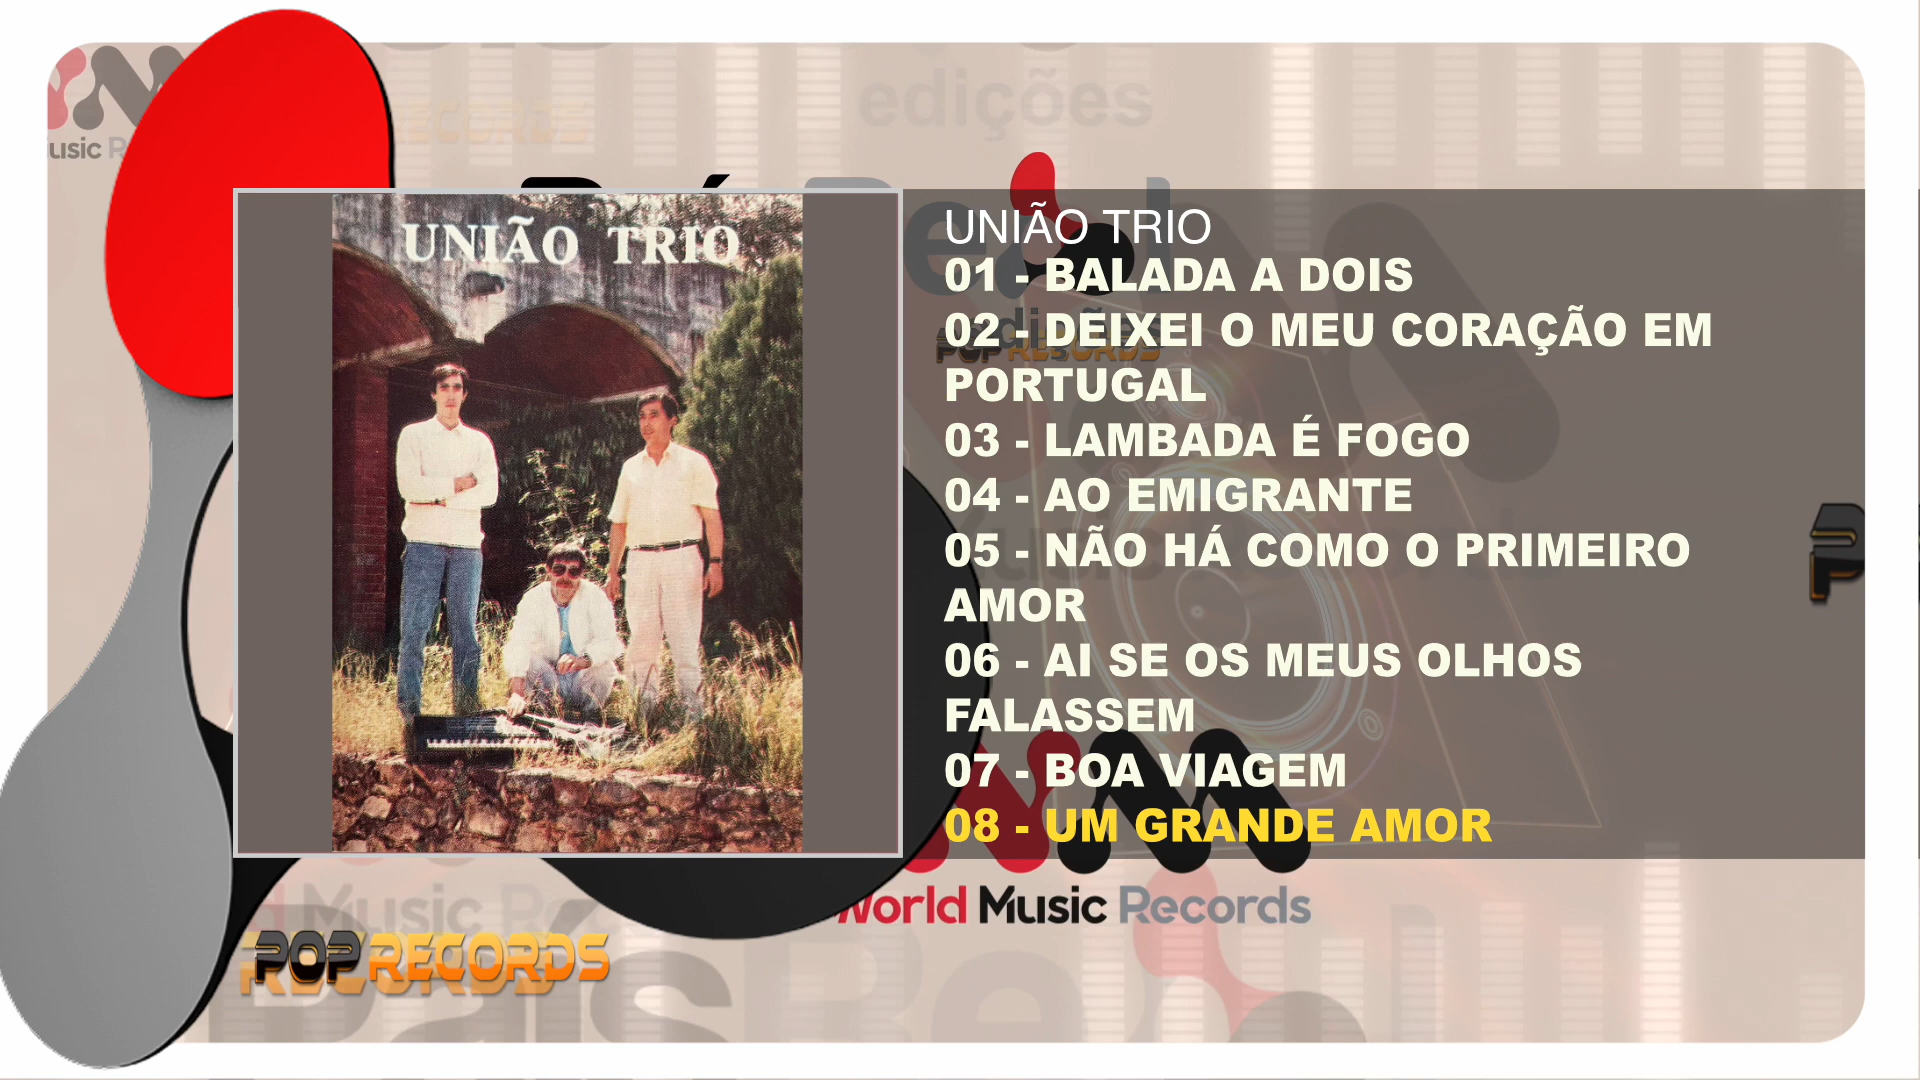 edições
UNIÃO TRIO
UNIÃO TRIO
01 - BALADA A DOIS
02 - DEIXEI O MEU CORAÇÃO EM
PORTUGAL
03 - LAMBADA É FOGO
04 - AO EMIGRANTE
05 - NÃO HÁ COMO O PRIMEIRO
AMOR
06 - AI SE OS MEUS OLHOS
FALASSEM
07 - BOA VIAGEM
08 - UM GRANDE AMOR
World Music Records
POP RECORDS